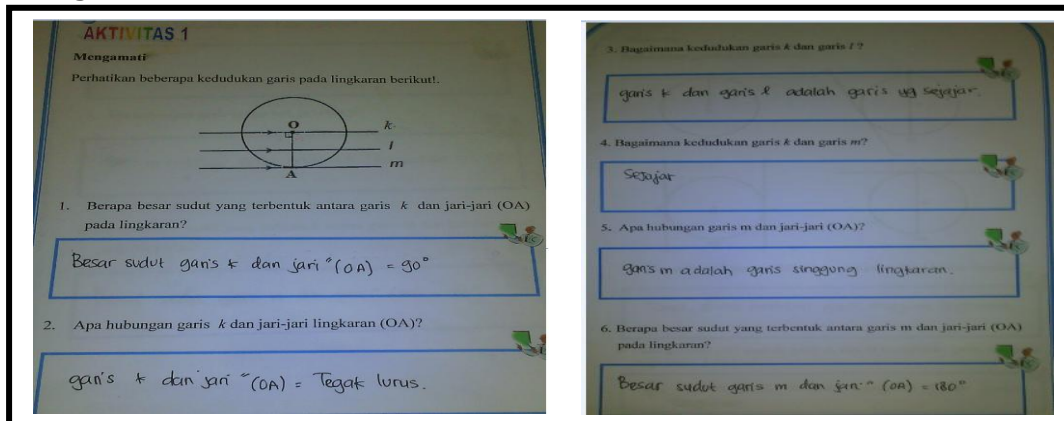 AKTIVITAS 1
Mengamati
Perhatikan beberapa kedudukan garis pada lingkaran berikut!.
O
k
l
m
A
1. Berapa besar sudut yang terbentuk antara garis k dan jari-jari (OA)
pada lingkaran?
Besar sudut garis k dan jari" (OA) = 90°
2. Apa hubungan garis k dan jari-jari lingkaran (OA)?
garis k dan jari" (OA) = Tegak lurus.
3. Bagaimana kedudukan garis k dan garis l ?
garis k dan garis l adalah garis yg sejajar.
4. Bagaimana kedudukan garis k dan garis m?
Sejajar
5. Apa hubungan garis m dan jari-jari (OA)?
garis m adalah garis singgung lingkaran.
6. Berapa besar sudut yang terbentuk antara garis m dan jari-jari (OA)
pada lingkaran?
Besar sudut garis m dan jari" (OA) = 180°